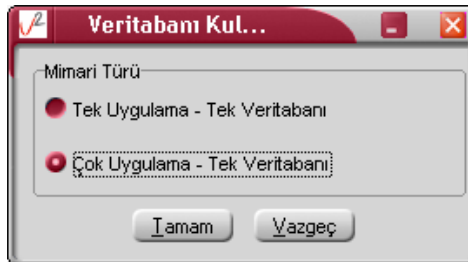 Veritabanı Kul...
Mimari Türü
Tek Uygulama - Tek Veritabanı
Çok Uygulama - Tek Veritabanı
Tamam Vazgeç